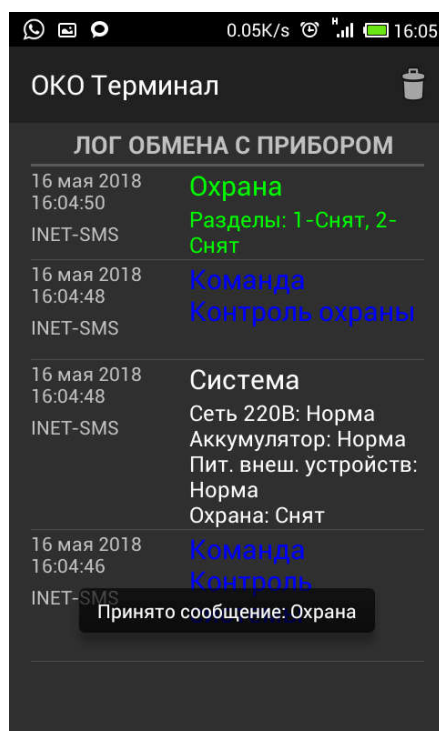 0.05K/s 16:05
ОКО Терминал
ЛОГ ОБМЕНА С ПРИБОРОМ
16 мая 2018
16:04:50
INET-SMS
Охрана
Разделы: 1-Снят, 2-
Снят
16 мая 2018
16:04:48
INET-SMS
Команда
Контроль охраны
16 мая 2018
16:04:48
INET-SMS
Система
Сеть 220В: Норма
Аккумулятор: Норма
Пит. внеш. устройств:
Норма
Охрана: Снят
16 мая 2018
16:04:46
INET-SMS
Команда
Контроль
Принято сообщение: Охрана